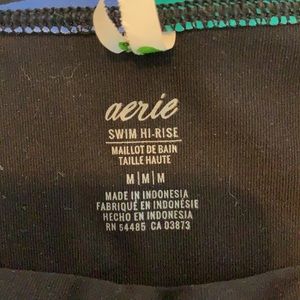 aerie
SWIM HI-RISE
MAILLOT DE BAIN
TAILLE HAUTE
M|M|M
MADE IN INDONESIA
FABRIQUÉ EN INDONÉSIE
HECHO EN INDONESIA
RN 54485 CA 03873